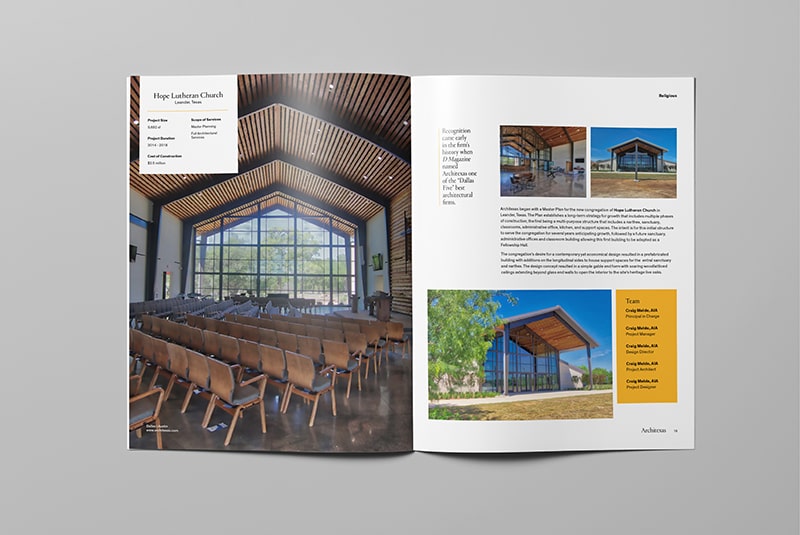 Hope Lutheran Church
Leander, Texas
Project Size
Project Duration
2014 - 2018
Cost of Construction
Scope of Services
Master Planning
Full Architectural
Services
Dallas | Austin
www.architexas.com
Religious
Recognition
came early
in the firm's
history when
D Magazine
named
Architexas one
of the "Dallas
Five" best
architectural
firms.
Architexas began with a Master Plan for the new congregation of Hope Lutheran Church in
Leander, Texas. The Plan establishes a long-term strategy for growth that includes multiple phases
of construction, the first being a multi-purpose structure that includes a narthex, sanctuary,
classrooms, administrative office, kitchen, and support spaces. The intent is for this initial structure
to serve the congregation for several years anticipating growth, followed by a future sanctuary,
administrative offices and classroom building allowing this first building to be adapted as a
Fellowship Hall.
The congregation's desire for a contemporary yet economical design resulted in a prefabricated
building with additions on the longitudinal sides to house support spaces for the central sanctuary
and narthex. The design concept resulted in a simple gable end form with soaring wood latticed
ceilings extending beyond glass and walls to open the interior to the site's heritage live oaks.
Team
Craig Melde, AIA
Principal in Charge
Craig Melde, AIA
Project Manager
Craig Melde, AIA
Design Director
Craig Melde, AIA
Project Architect
Craig Melde, AIA
Project Designer
Architexas